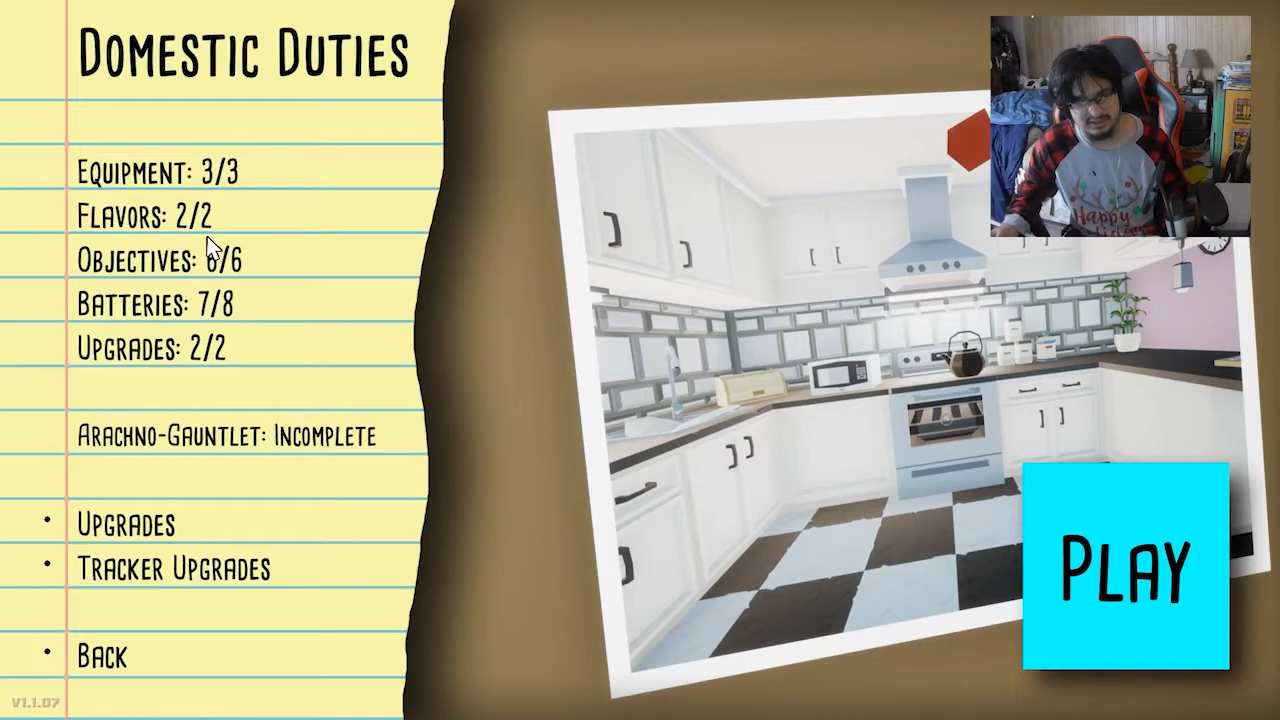 Domestic Duties
Equipment: 3/3
Flavors: 2/2
Objectives: 6/6
Batteries: 7/8
Upgrades: 2/2
Arachno-Gauntlet: Incomplete
• Upgrades
• Tracker Upgrades
• Back
V1.1.07
Play
Happy